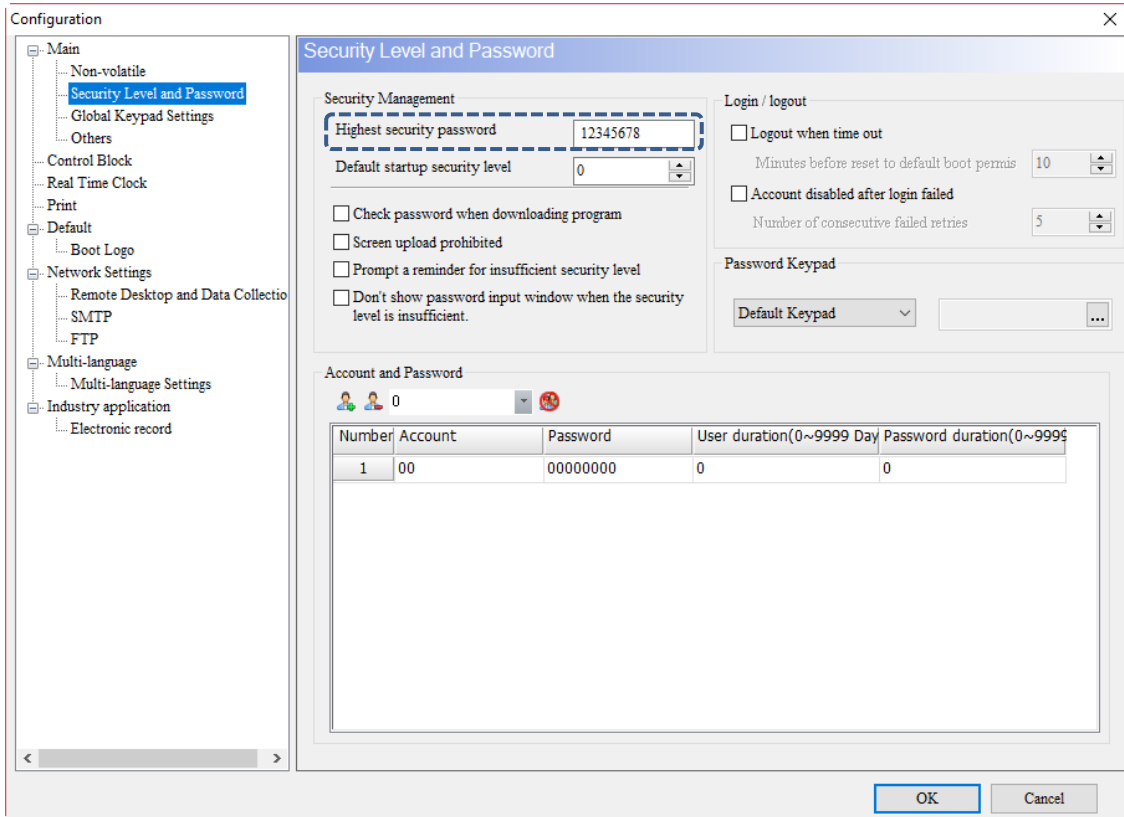 Configuration
Main
Non-volatile
Security Level and Password
Global Keypad Settings
Others
Control Block
Real Time Clock
Print
Default
Boot Logo
Network Settings
Remote Desktop and Data Collectio
SMTP
FTP
Multi-language
Multi-language Settings
Industry application
Electronic record
Security Level and Password
Security Management
Highest security password 12345678
Default startup security level 0
Check password when downloading program
Screen upload prohibited
Prompt a reminder for insufficient security level
Don't show password input window when the security
level is insufficient.
Login / logout
Logout when time out
Minutes before reset to default boot permis 10
Account disabled after login failed
Number of consecutive failed retries 5
Password Keypad
Default Keypad ...
Account and Password
0
Number Account Password User duration(0~9999 Day Password duration(0~9999
1 00 00000000 0 0
OK Cancel